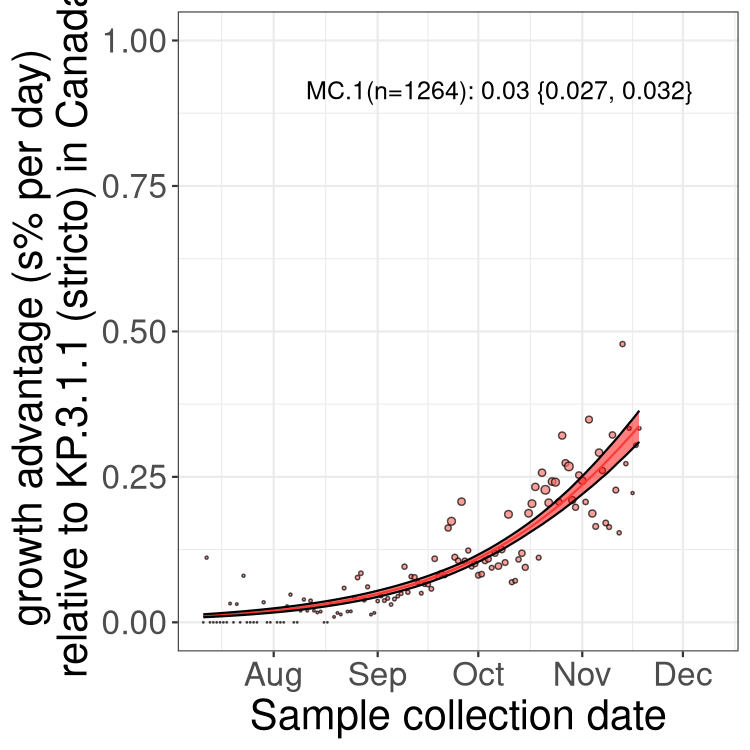 growth advantage (s% per day)
relative to KP.3.1.1 (stricto) in Canada
1.00
0.75
0.50
0.25
0.00
MC.1(n=1264): 0.03 {0.027, 0.032}
Aug Sep Oct Nov Dec
Sample collection date